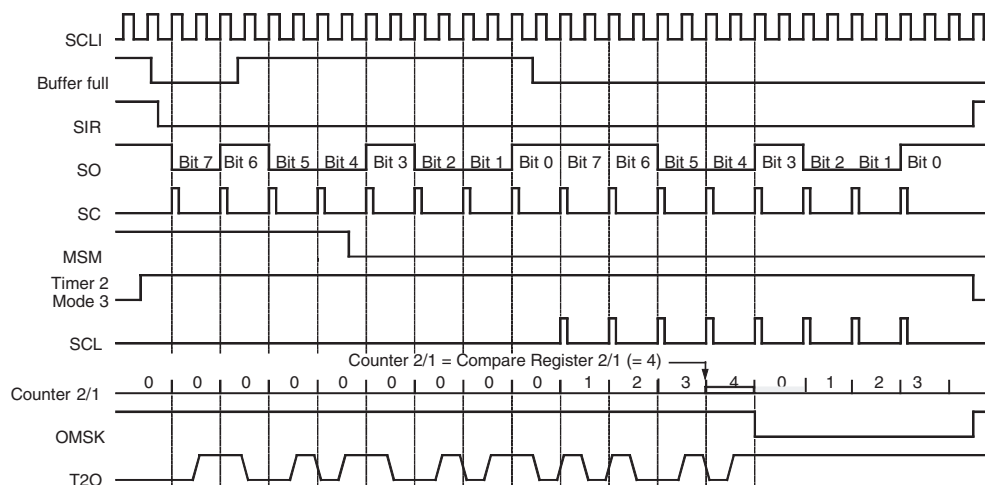 SCLI
Buffer full
SIR
SO
Bit 7 Bit 6 Bit 5 Bit 4 Bit 3 Bit 2 Bit 1 Bit 0 Bit 7 Bit 6 Bit 5 Bit 4 Bit 3 Bit 2 Bit 1 Bit 0
SC
MSM
Timer 2
Mode 3
SCL
Counter 2/1 = Compare Register 2/1 (= 4)
0 0 0 0 0 0 0 0 0 1 2 3 4 0 1 2 3
Counter 2/1
OMSK
T2O